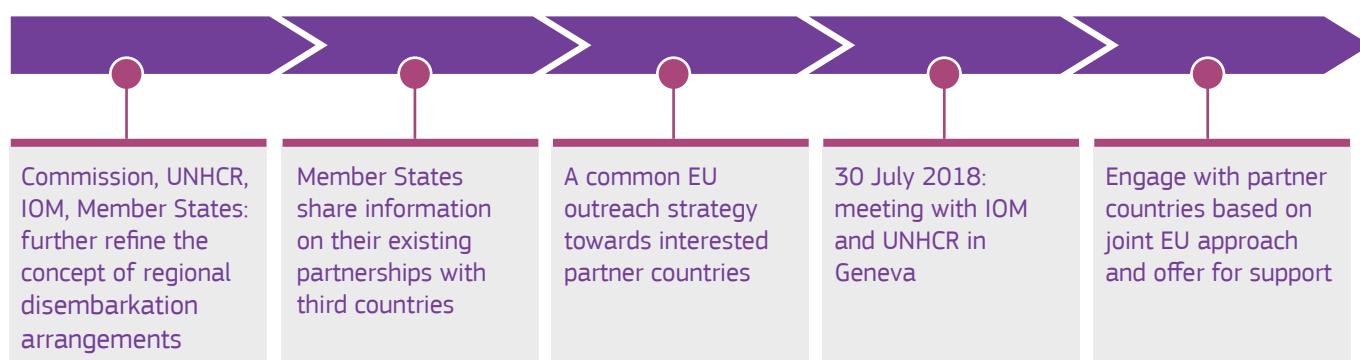 Commission, UNHCR,
IOM, Member States:
further refine the
concept of regional
disembarkation
arrangements
Member States
share information
on their existing
partnerships with
third countries
A common EU
outreach strategy
towards interested
partner countries
30 July 2018:
meeting with IOM
and UNHCR in
Geneva
Engage with partner
countries based on
joint EU approach
and offer for support